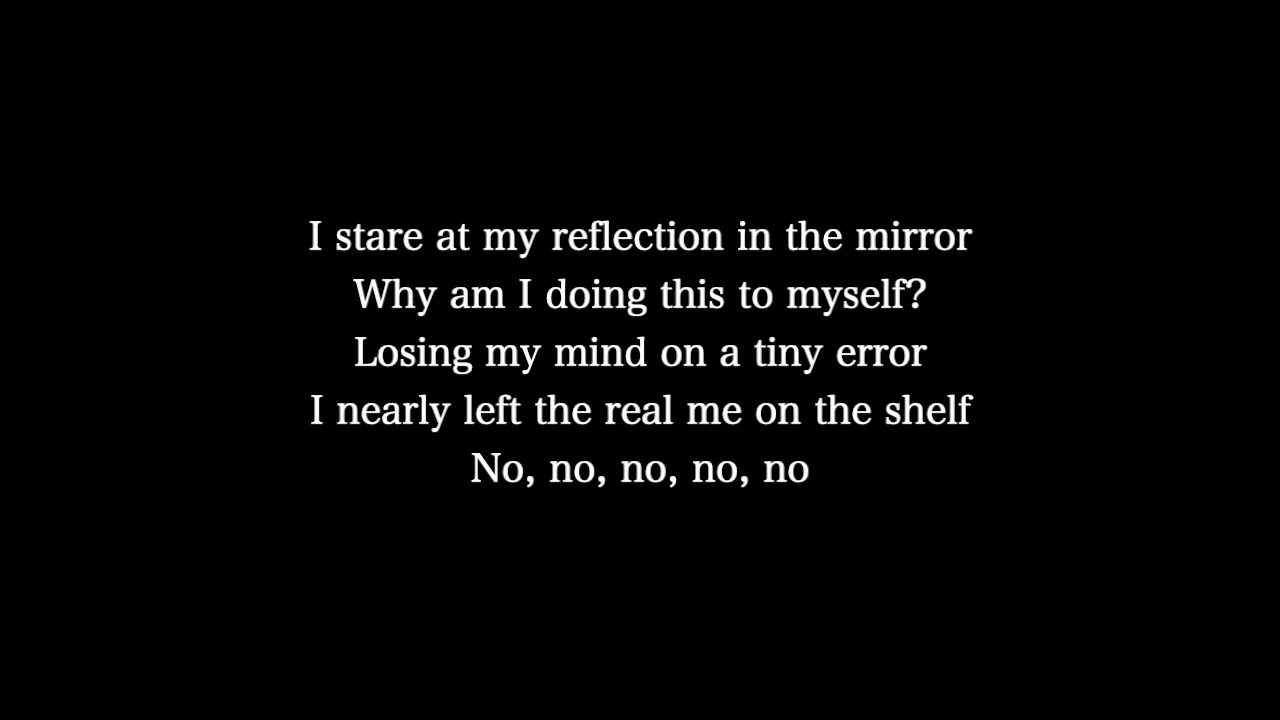 I stare at my reflection in the mirror
Why am I doing this to myself?
Losing my mind on a tiny error
I nearly left the real me on the shelf
No, no, no, no, no